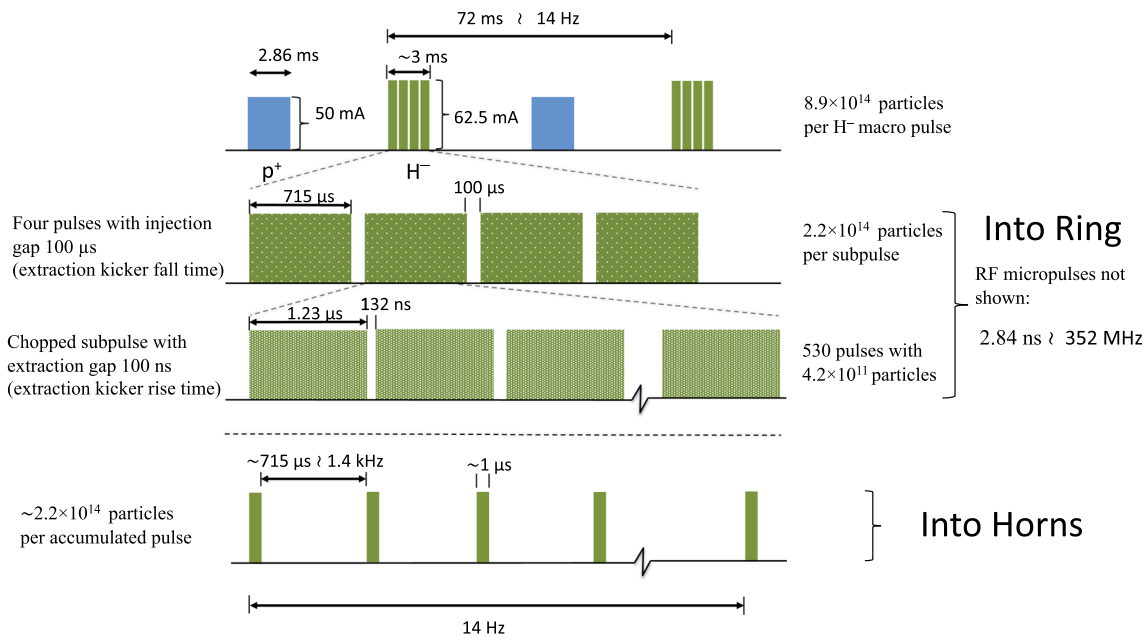 72 ms ≀ 14 Hz
2.86 ms
~3 ms
50 mA
62.5 mA
8.9×10¹⁴ particles
per H⁻ macro pulse
p⁺
H⁻
715 µs
100 µs
Four pulses with injection
gap 100 µs
(extraction kicker fall time)
2.2×10¹⁴ particles
per subpulse
Into Ring
RF micropulses not
shown:
2.84 ns ≀ 352 MHz
1.23 µs
132 ns
Chopped subpulse with
extraction gap 100 ns
(extraction kicker rise time)
530 pulses with
4.2×10¹¹ particles
~715 µs ≀ 1.4 kHz
~1 µs
~2.2×10¹⁴ particles
per accumulated pulse
Into Horns
14 Hz